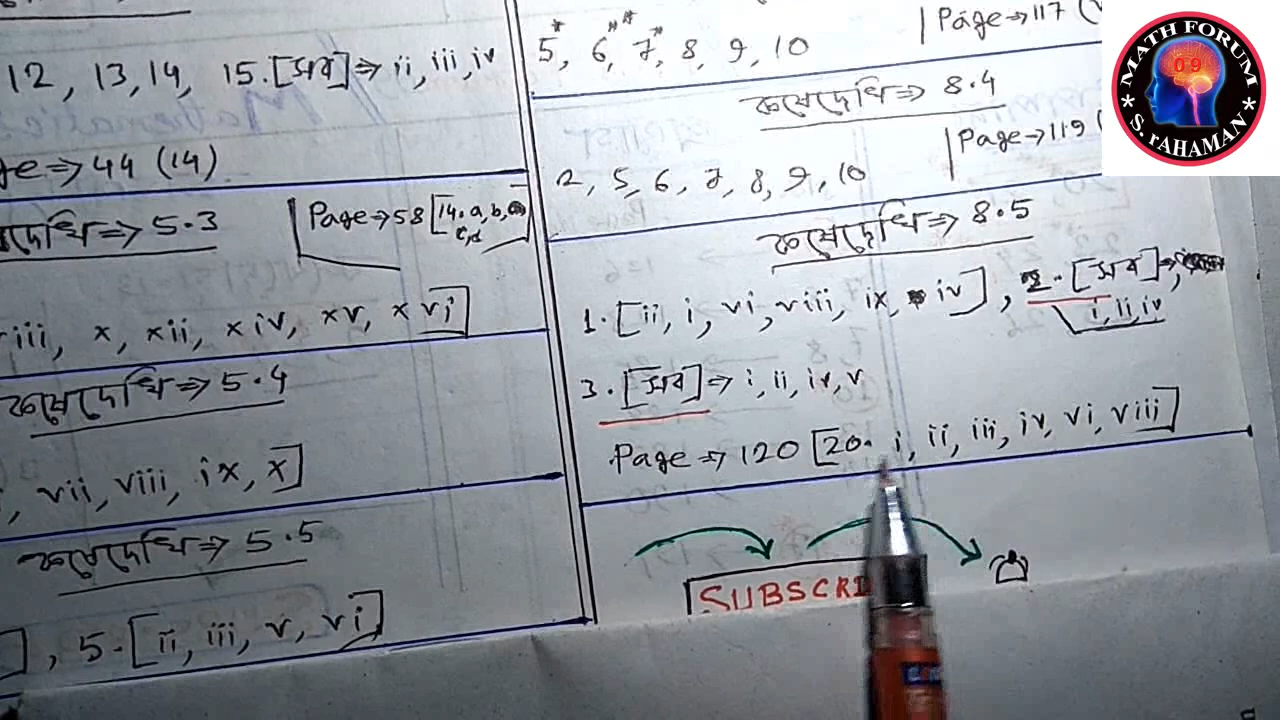 12, 13, 14, 15. [সব] ⇒ ii, iii, iv
⇒ 44 (14)
⇒ 5.3
Page ⇒ 58 [14. a, b,
c, d
iii, x, xii, xiv, xv, xvi]
কষেদেখি ⇒ 5.4
, vii, viii, ix, x]
কষেদেখি ⇒ 5.5
], 5. [ii, iii, v, vi]
Page ⇒ 117
5*, 6"*, 7", 8, 9, 10
কষেদেখি ⇒ 8.4
Page ⇒ 119 (
2, 5, 6, 7, 8, 9, 10
কষেদেখি ⇒ 8.5
1. [ii, i, vi, viii, ix, iv], 2. [সব] ⇒
i, ii, iv
3. [সব] ⇒ i, ii, iv, v
Page ⇒ 120 [20. i, ii, iii, iv, vi, viii]
SUBSCRI
MATH FORUM
09
* S. rAHAMAN *